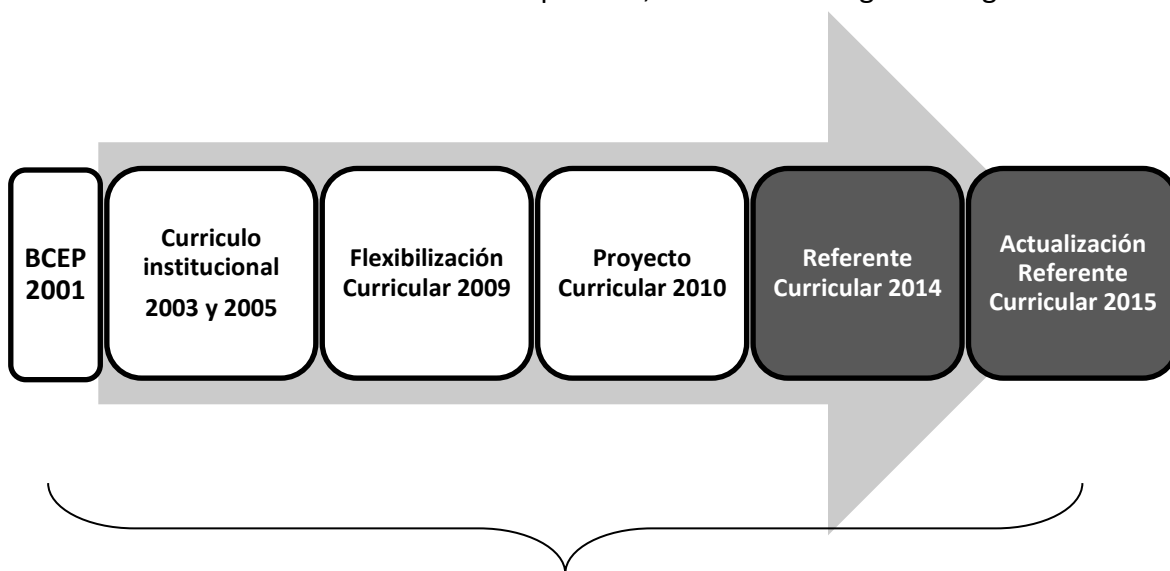 BCEP
2001
Curriculo
institucional
2003 y 2005
Flexibilización
Curricular 2009
Proyecto
Curricular 2010
Referente
Curricular 2014
Actualización
Referente
Curricular 2015